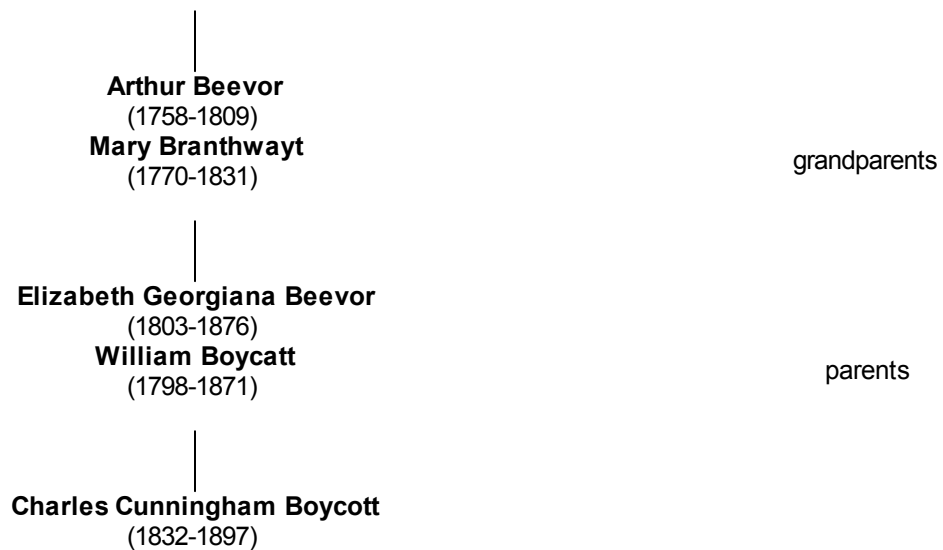 Arthur Beevor
(1758-1809)
Mary Branthwayt
(1770-1831)
grandparents
Elizabeth Georgiana Beevor
(1803-1876)
William Boycatt
(1798-1871)
parents
Charles Cunningham Boycott
(1832-1897)